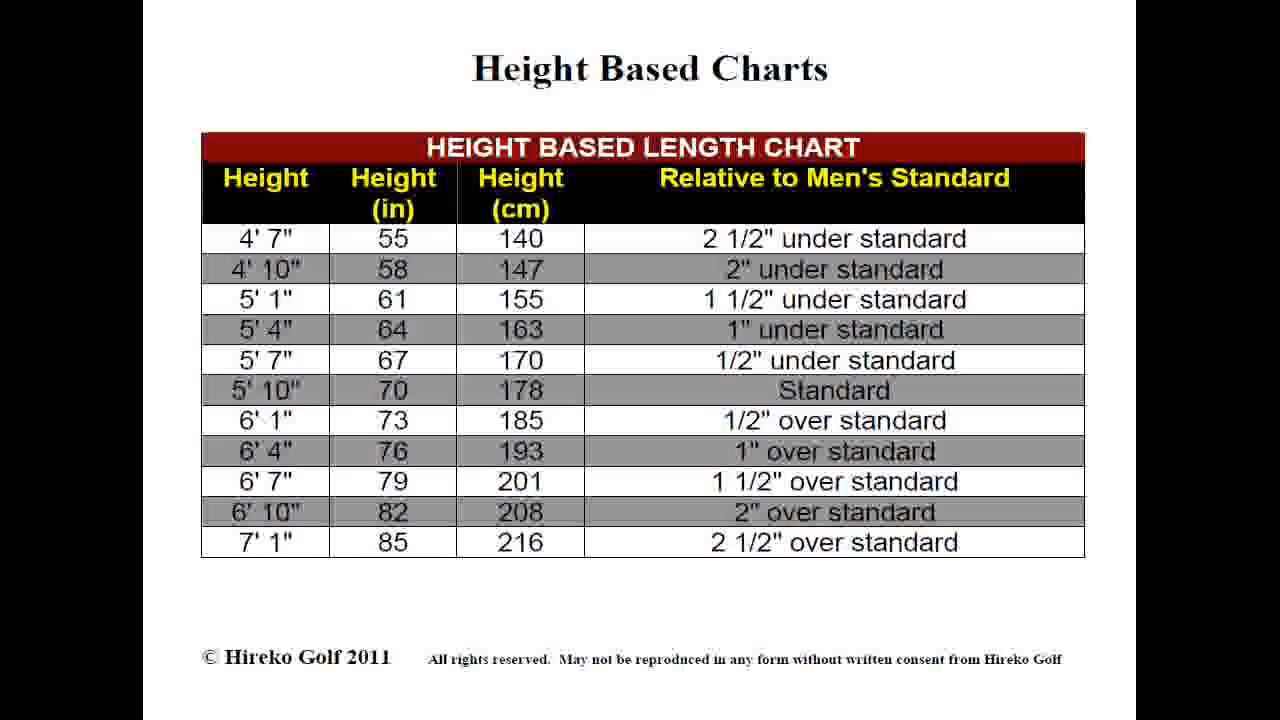 Height Based Charts
HEIGHT BASED LENGTH CHART
Height Height (in) Height (cm) Relative to Men's Standard
4' 7" 55 140 2 1/2" under standard
4' 10" 58 147 2" under standard
5' 1" 61 155 1 1/2" under standard
5' 4" 64 163 1" under standard
5' 7" 67 170 1/2" under standard
5' 10" 70 178 Standard
6' 1" 73 185 1/2" over standard
6' 4" 76 193 1" over standard
6' 7" 79 201 1 1/2" over standard
6' 10" 82 208 2" over standard
7' 1" 85 216 2 1/2" over standard
© Hireko Golf 2011 All rights reserved. May not be reproduced in any form without written consent from Hireko Golf